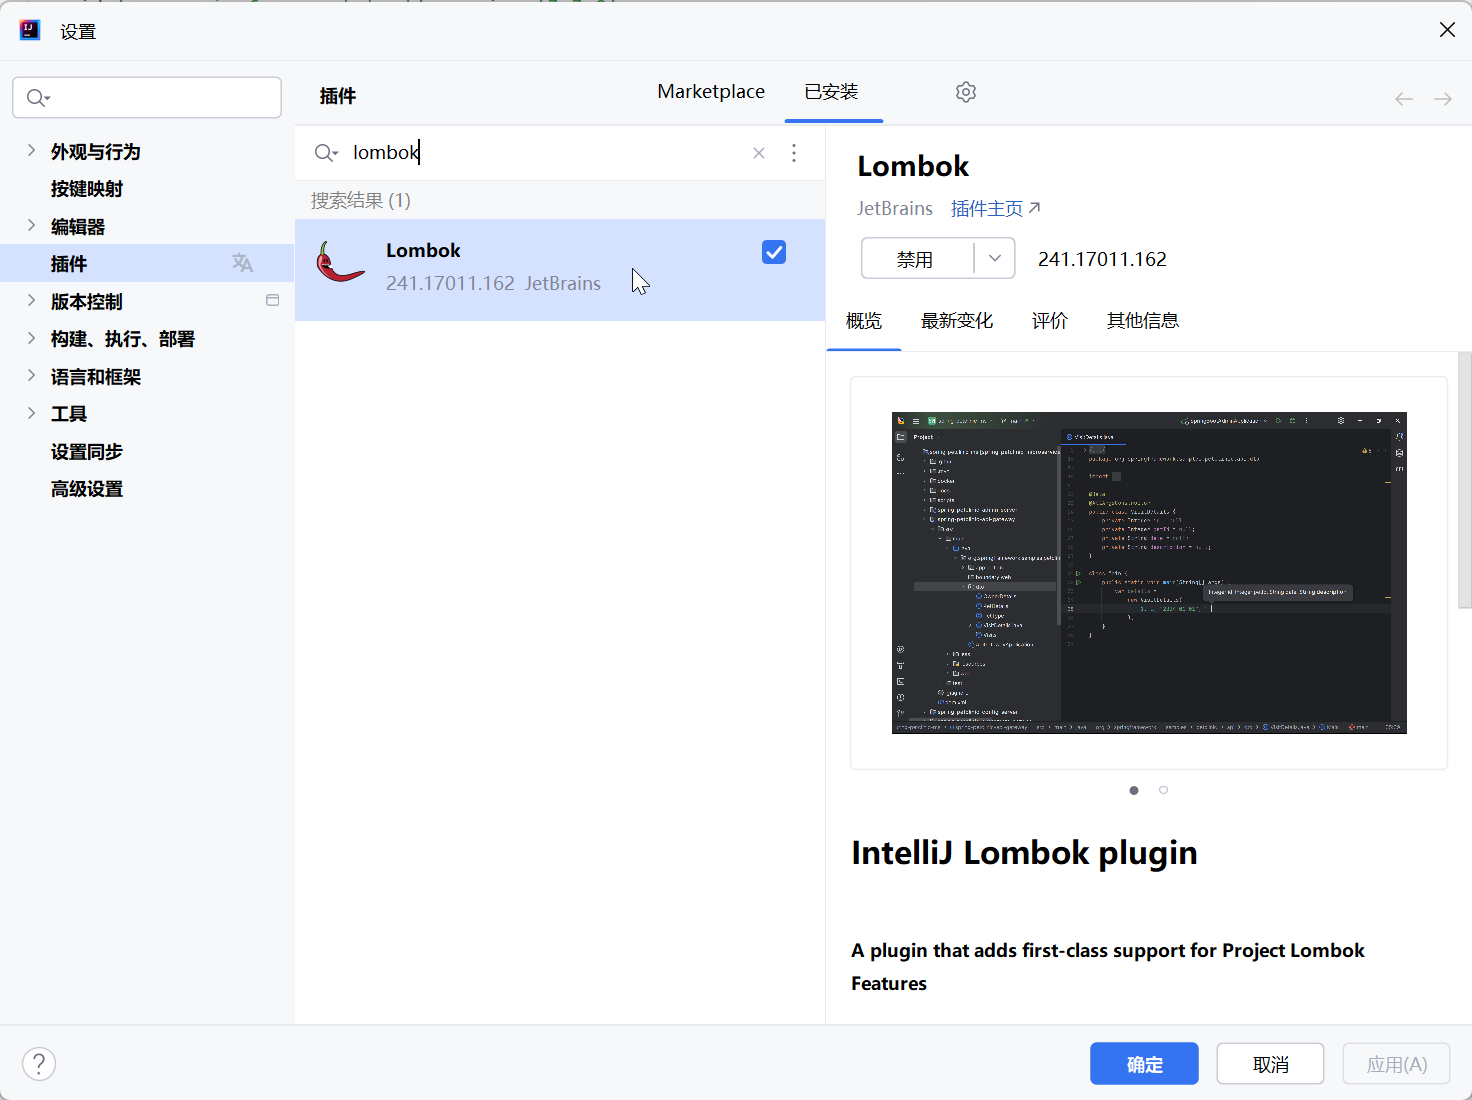 设置
插件
Marketplace
已安装
外观与行为
按键映射
编辑器
插件
版本控制
构建、执行、部署
语言和框架
工具
设置同步
高级设置
lombok
搜索结果 (1)
Lombok
241.17011.162 JetBrains
Lombok
JetBrains 插件主页
禁用
241.17011.162
概览
最新变化
评价
其他信息
Project
public class VisitDetails {
IntelliJ Lombok plugin
A plugin that adds first-class support for Project Lombok
Features
?
确定
取消
应用(A)